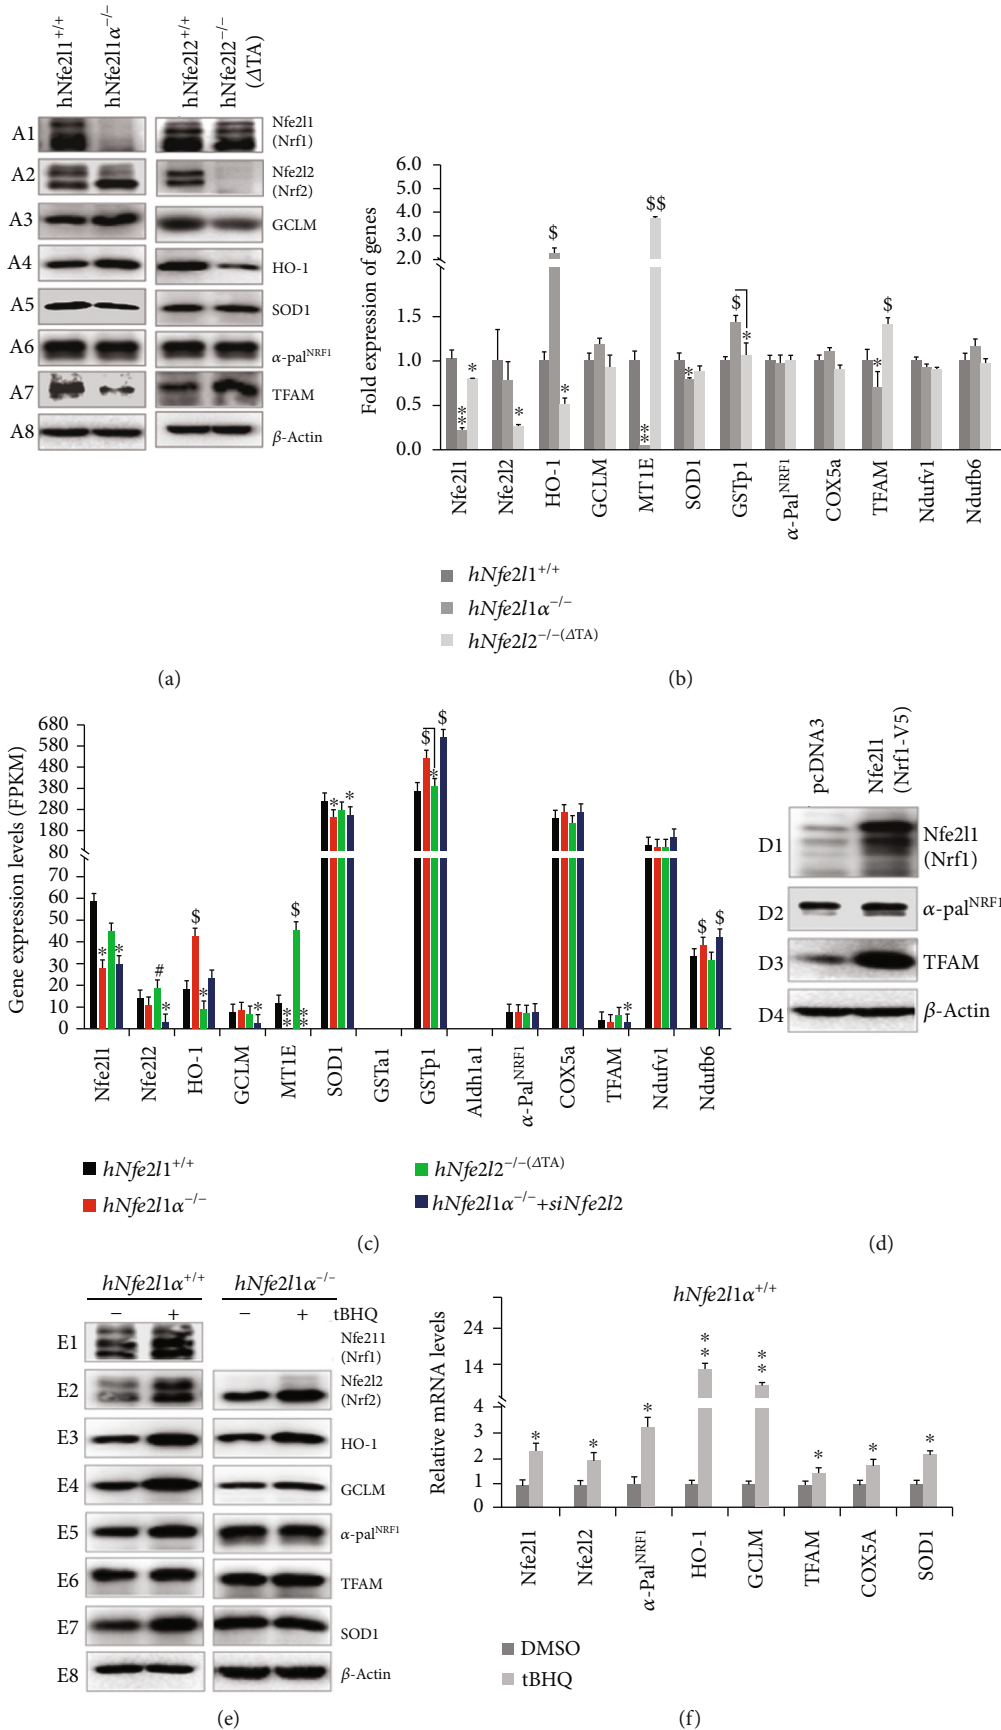 hNfe2l1+/+
hNfe2l1α−/−
hNfe2l2+/+
hNfe2l2−/−
(ΔTA)
A1
Nfe2l1
(Nrf1)
A2
Nfe2l2
(Nrf2)
A3
GCLM
A4
HO-1
A5
SOD1
A6
α-palNRF1
A7
TFAM
A8
β-Actin
(a)
Fold expression of genes
6.0
5.0
4.0
3.0
2.0
1.5
1.0
0.5
0.0
** * * $ * ** $$ * $ * * $
Nfe2l1
Nfe2l2
HO-1
GCLM
MT1E
SOD1
GSTp1
α-PalNRF1
COX5a
TFAM
Ndufv1
Ndufb6
hNfe2l1+/+
hNfe2l1α−/−
hNfe2l2−/−(ΔTA)
(b)
Gene expression levels (FPKM)
680
580
480
380
280
180
80
60
50
40
30
20
10
0
* * # * $ * * ** $ ** * * $ * $ * $ $
Nfe2l1
Nfe2l2
HO-1
GCLM
MT1E
SOD1
GSTa1
GSTp1
Aldh1a1
α-PalNRF1
COX5a
TFAM
Ndufv1
Ndufb6
hNfe2l1+/+
hNfe2l1α−/−
hNfe2l2−/−(ΔTA)
hNfe2l1α−/−+siNfe2l2
(c)
pcDNA3
Nfe2l1
(Nrf1-V5)
D1
Nfe2l1
(Nrf1)
D2
α-palNRF1
D3
TFAM
D4
β-Actin
(d)
hNfe2l1α+/+
hNfe2l1α−/−
− + − + tBHQ
E1
Nfe211
(Nrf1)
E2
Nfe2l2
(Nrf2)
E3
HO-1
E4
GCLM
E5
α-palNRF1
E6
TFAM
E7
SOD1
E8
β-Actin
(e)
hNfe2l1α+/+
Relative mRNA levels
24
14
4
3
2
1
0
* * * ** ** * * *
Nfe2l1
Nfe2l2
α-PalNRF1
HO-1
GCLM
TFAM
COX5A
SOD1
DMSO
tBHQ
(f)